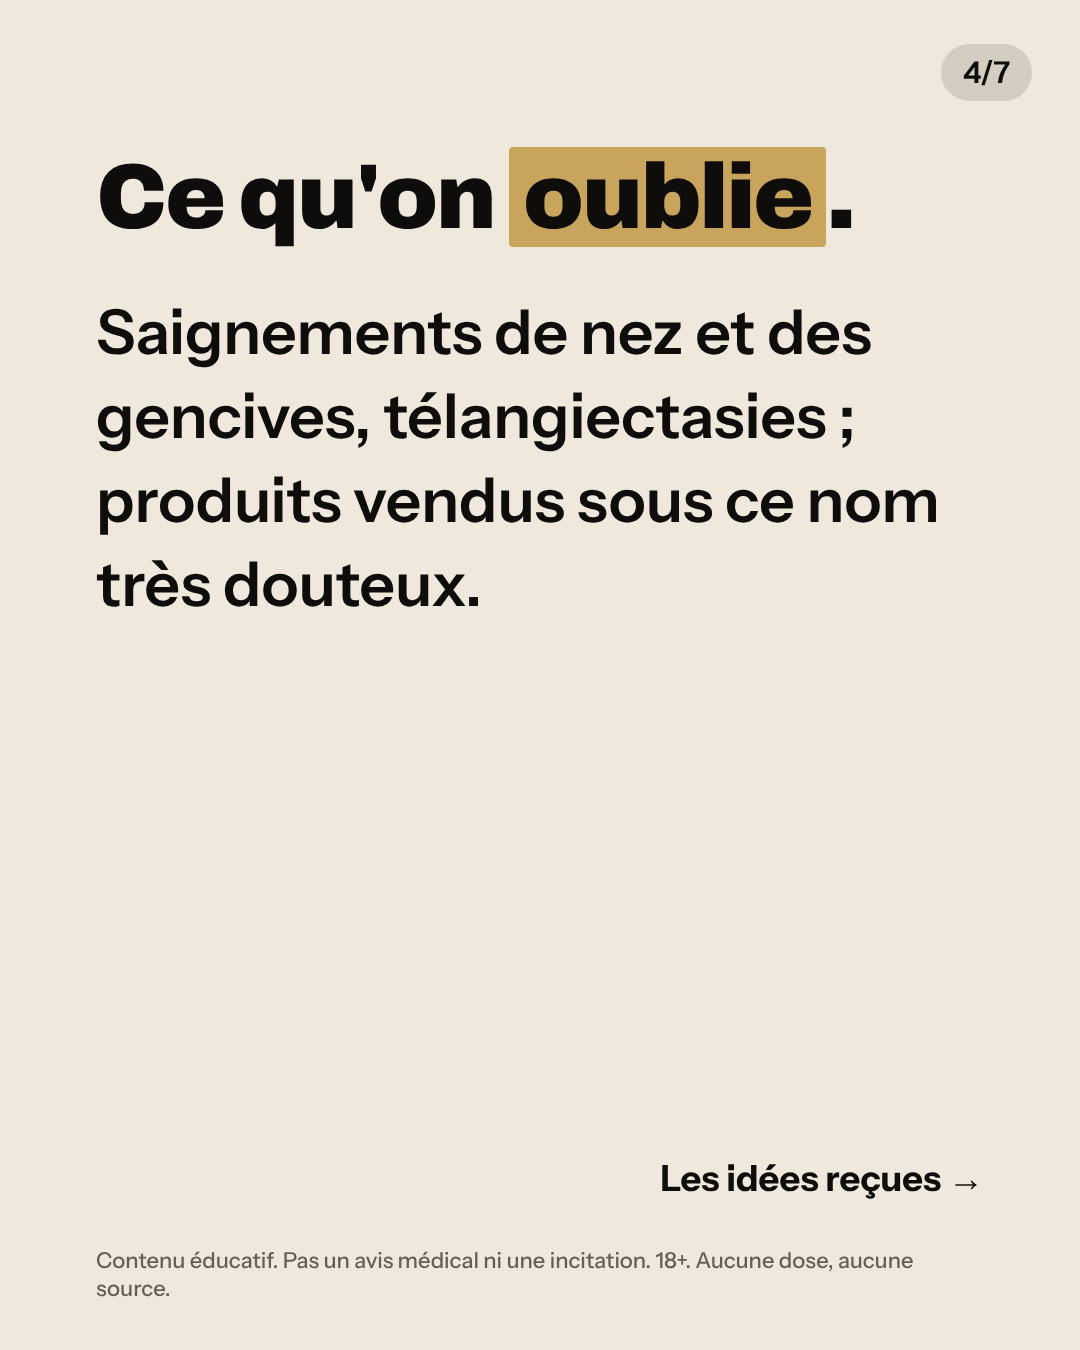 4/7
Ce qu'on oublie.
Saignements de nez et des
gencives, télangiectasies ;
produits vendus sous ce nom
très douteux.
Les idées reçues →
Contenu éducatif. Pas un avis médical ni une incitation. 18+. Aucune dose, aucune
source.